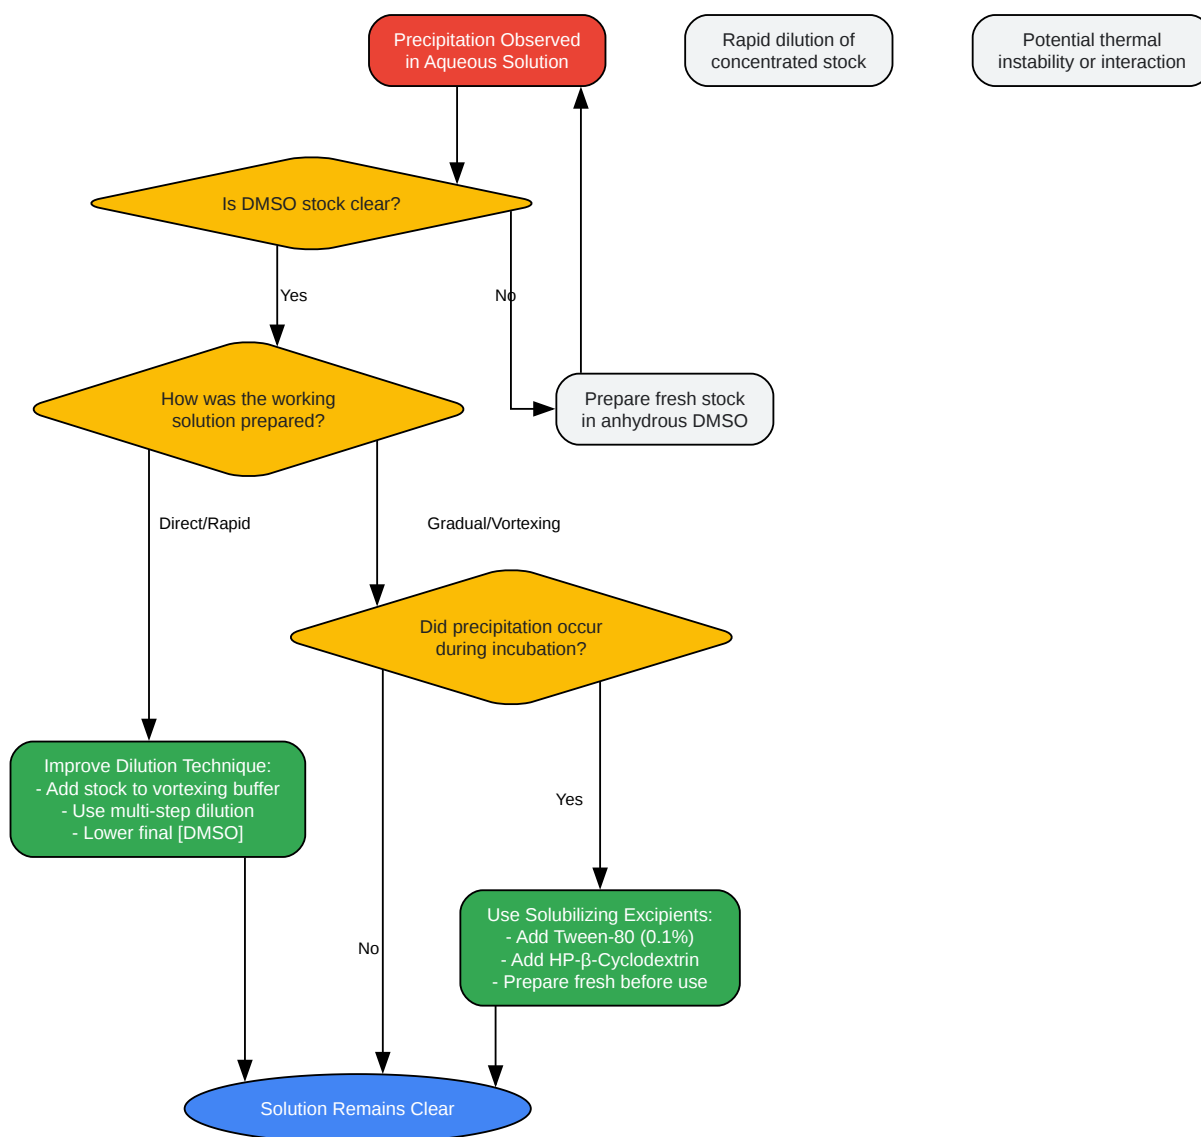 Precipitation Observed
in Aqueous Solution
Rapid dilution of
concentrated stock
Potential thermal
instability or interaction
Is DMSO stock clear?
Yes
No
How was the working
solution prepared?
Prepare fresh stock
in anhydrous DMSO
Direct/Rapid
Gradual/Vortexing
Did precipitation occur
during incubation?
Improve Dilution Technique:
- Add stock to vortexing buffer
- Use multi-step dilution
- Lower final [DMSO]
Yes
Use Solubilizing Excipients:
- Add Tween-80 (0.1%)
- Add HP-β-Cyclodextrin
- Prepare fresh before use
No
Solution Remains Clear